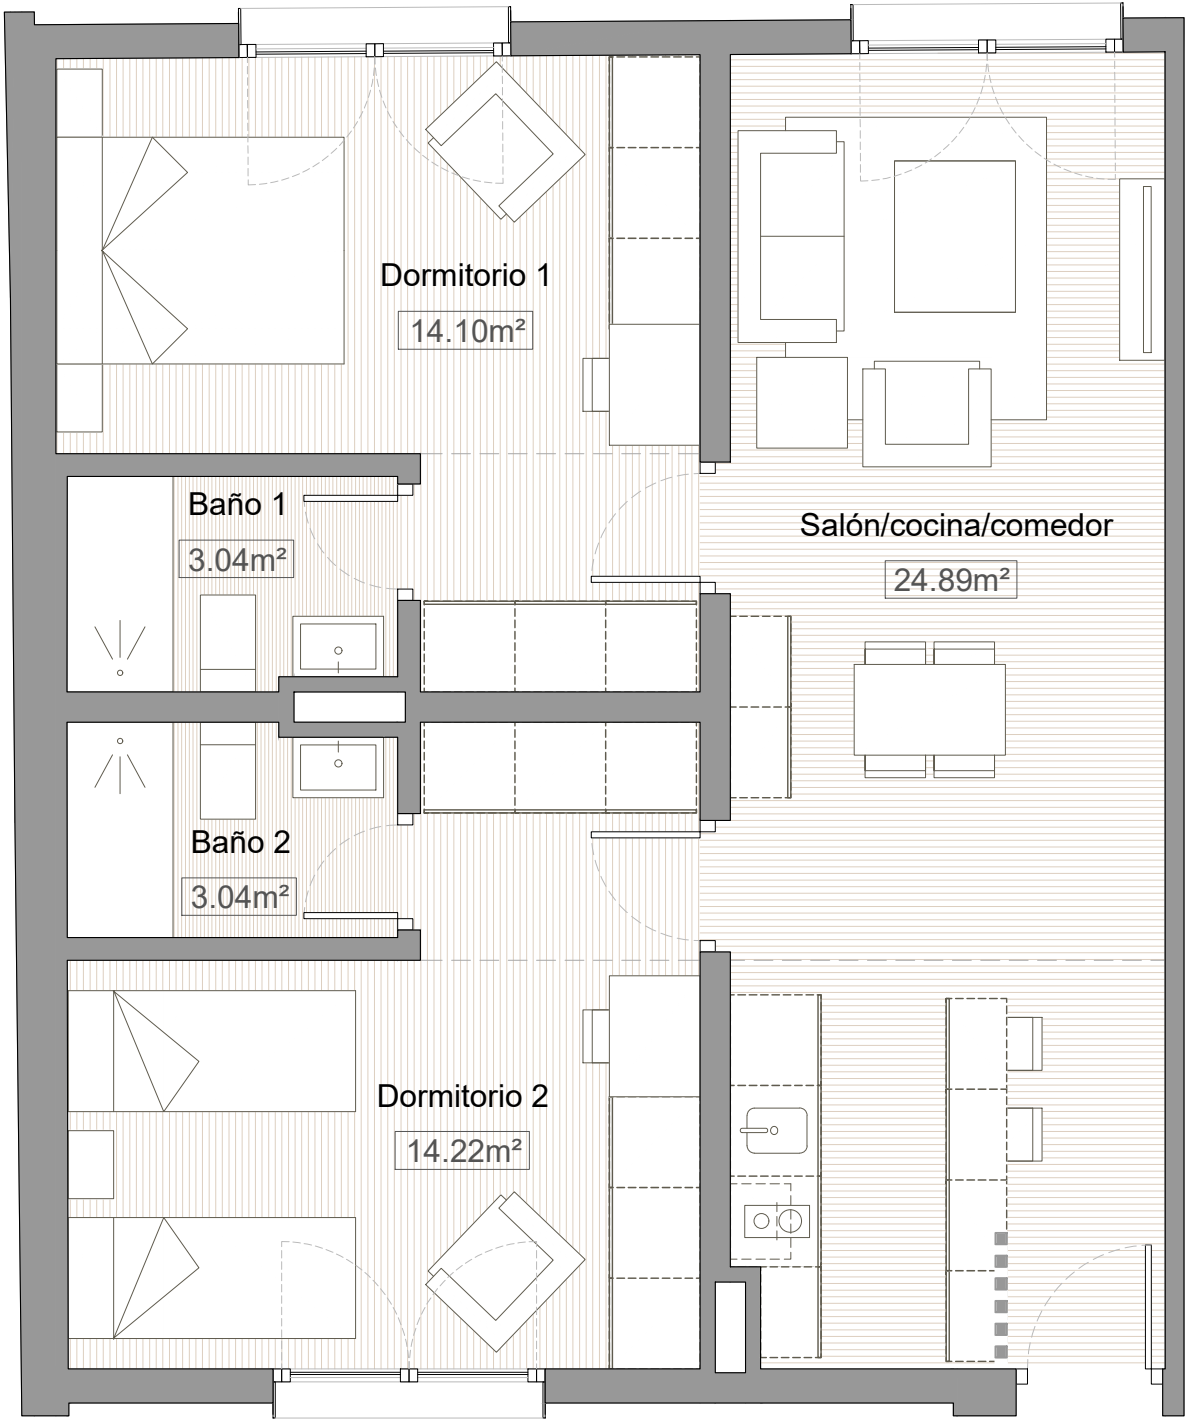 Dormitorio 1
14.10m²
Baño 1
3.04m²
Salón/cocina/comedor
24.89m²
Baño 2
3.04m²
Dormitorio 2
14.22m²